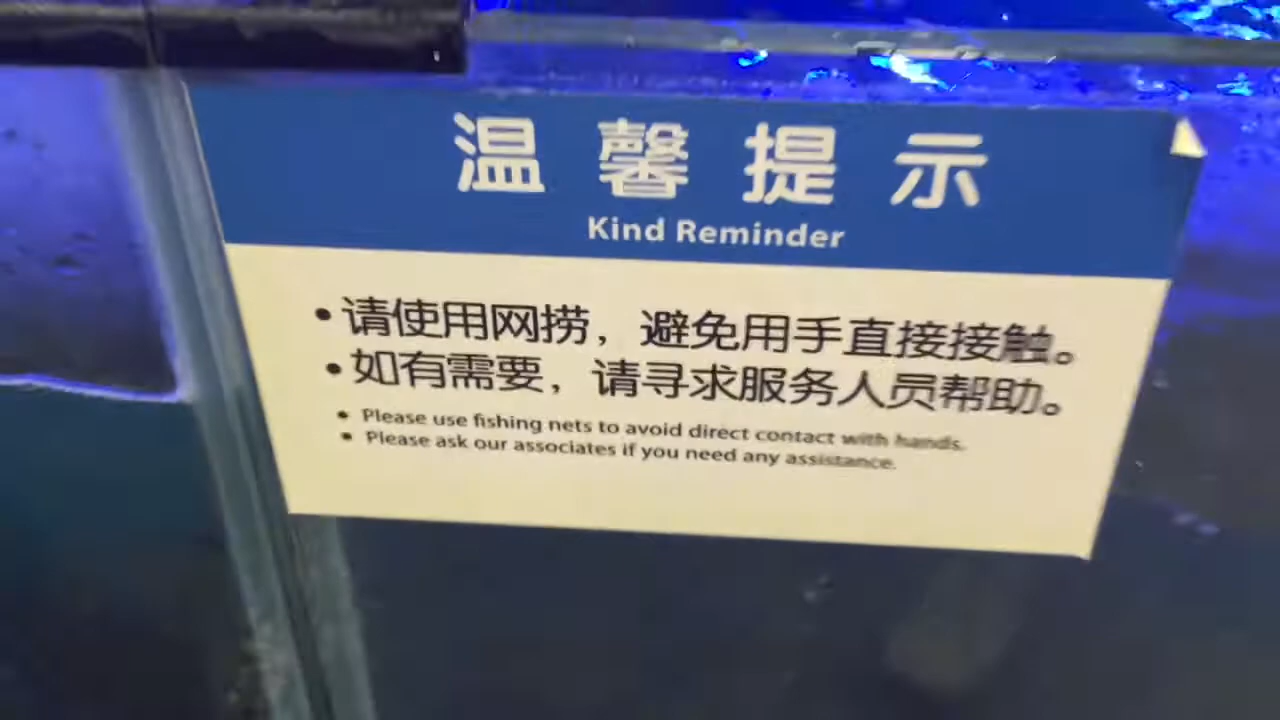 温馨提示
Kind Reminder
•请使用网捞，避免用手直接接触。
•如有需要，请寻求服务人员帮助。
• Please use fishing nets to avoid direct contact with hands.
• Please ask our associates if you need any assistance.